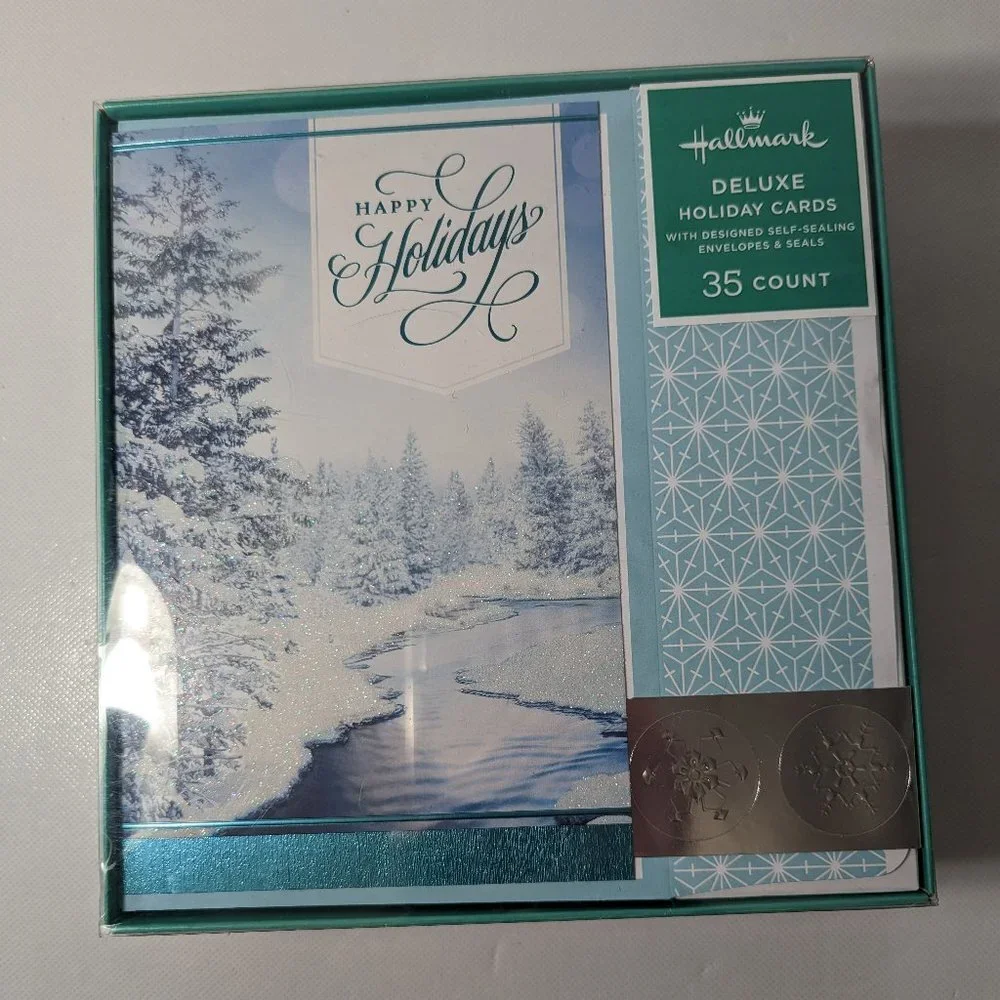 HAPPY
Holidays
Hallmark
DELUXE
HOLIDAY CARDS
WITH DESIGNED SELF-SEALING
ENVELOPES & SEALS
35 COUNT